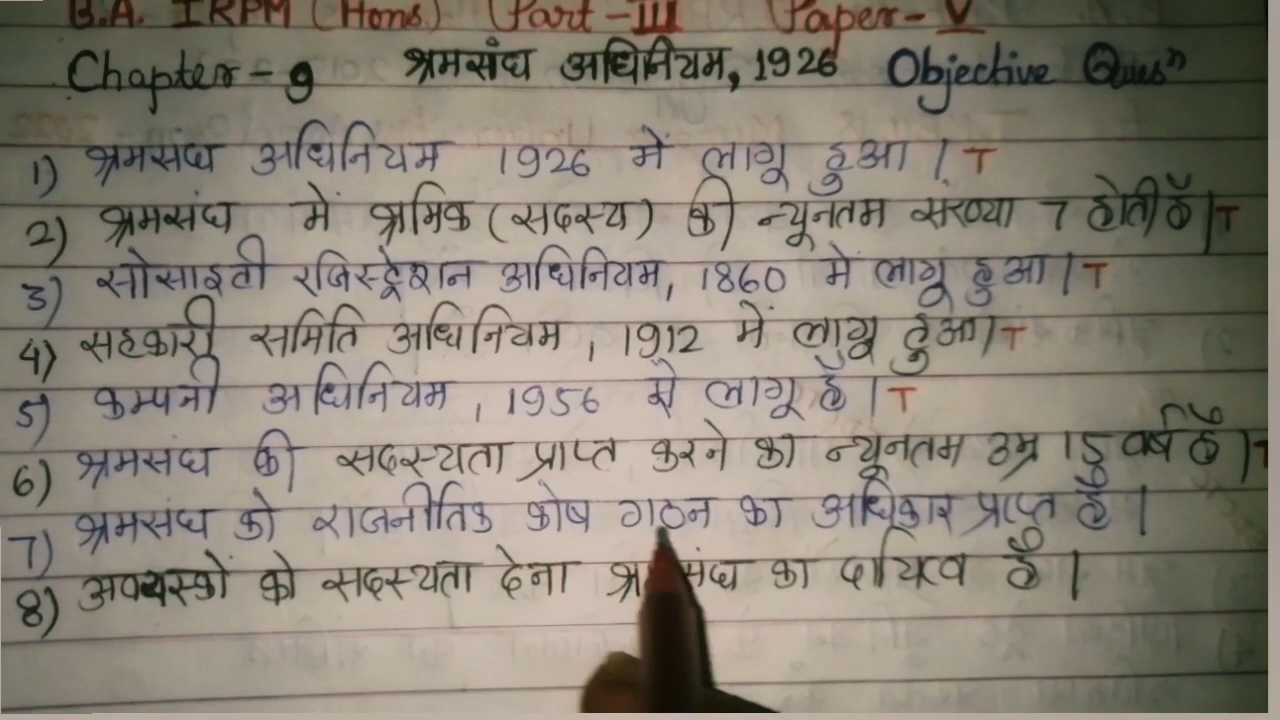 B.A. IRPM (Hons.) Part-III Paper-V
Chapter-9 श्रमसंघ अधिनियम, 1926 Objective Quesⁿ
1) श्रमसंघ अधिनियम 1926 में लागू हुआ। T
2) श्रमसंघ में श्रमिक (सदस्य) की न्यूनतम संख्या 7 होती है। T
3) सोसाइटी रजिस्ट्रेशन अधिनियम, 1860 में लागू हुआ। T
4) सहकारी समिति अधिनियम, 1912 में लागू हुआ। T
5) कम्पनी अधिनियम, 1956 से लागू है। T
6) श्रमसंघ की सदस्यता प्राप्त करने का न्यूनतम उम्र 15 वर्ष है। T
7) श्रमसंघ को राजनीतिक कोष गठन का अधिकार प्राप्त है।
8) अवयस्कों को सदस्यता देना का दायित्व है।